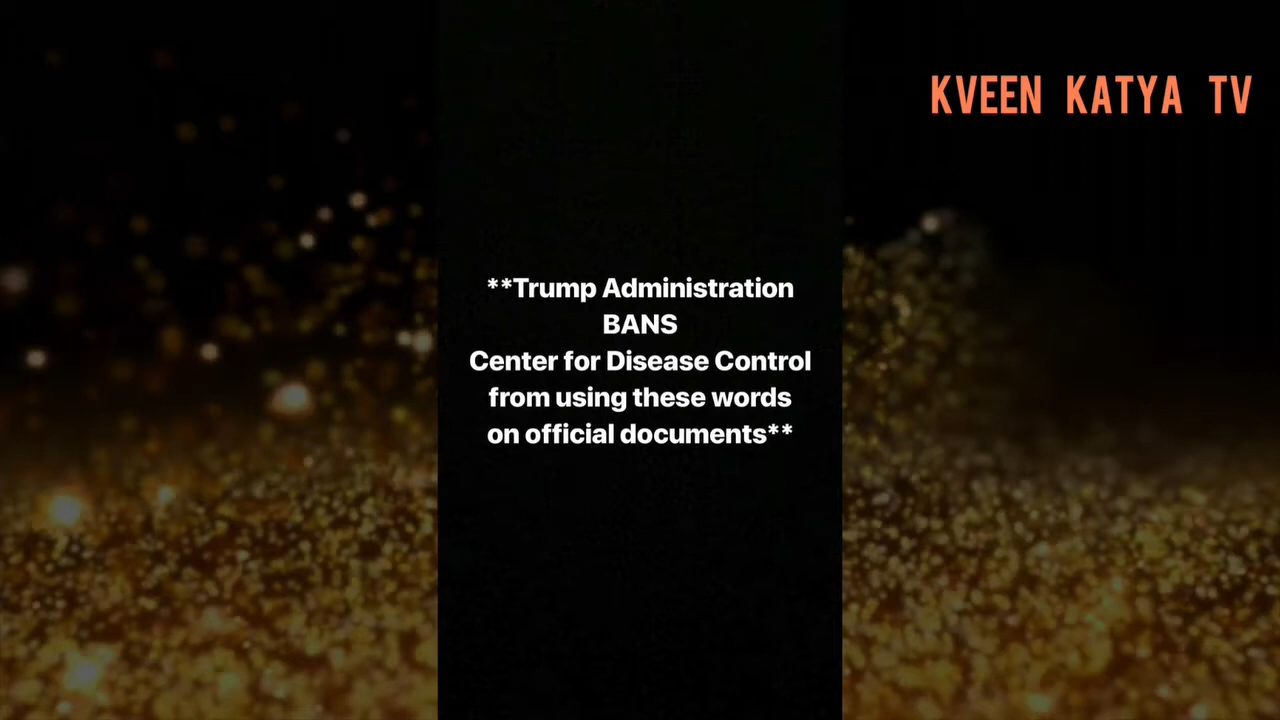 KVEEN KATYA TV
**Trump Administration
BANS
Center for Disease Control
from using these words
on official documents**